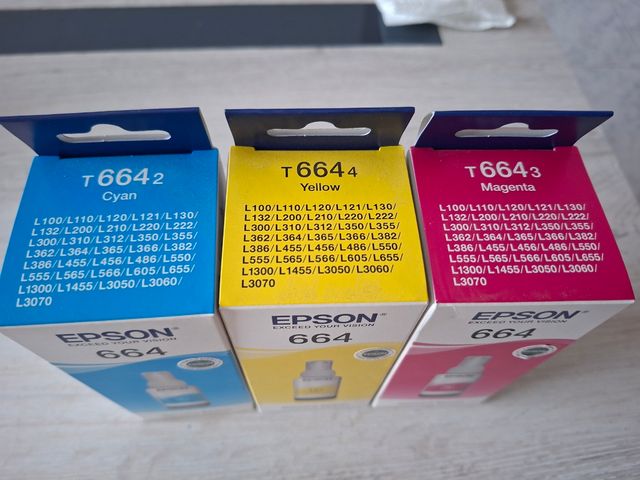 T 6642
Cyan
L100/L110/L120/L121/L130/
L132/L200/L210/L220/L222/
L300/L310/L312/L350/L355/
L362/L364/L365/L366/L382/
L386/L455/L456/L486/L550/
L555/L565/L566/L605/L655/
L1300/L1455/L3050/L3060/
L3070
EPSON®
EXCEED YOUR VISION
664
T 6644
Yellow
L100/L110/L120/L121/L130/
L132/L200/L210/L220/L222/
L300/L310/L312/L350/L355/
L362/L364/L365/L366/L382/
L386/L455/L456/L486/L550/
L555/L565/L566/L605/L655/
L1300/L1455/L3050/L3060/
L3070
EPSON®
EXCEED YOUR VISION
664
T 6643
Magenta
L100/L110/L120/L121/L130/
L132/L200/L210/L220/L222/
L300/L310/L312/L350/L355/
L362/L364/L365/L366/L382/
L386/L455/L456/L486/L550/
L555/L565/L566/L605/L655/
L1300/L1455/L3050/L3060/
L3070
EPSON®
EXCEED YOUR VISION
664